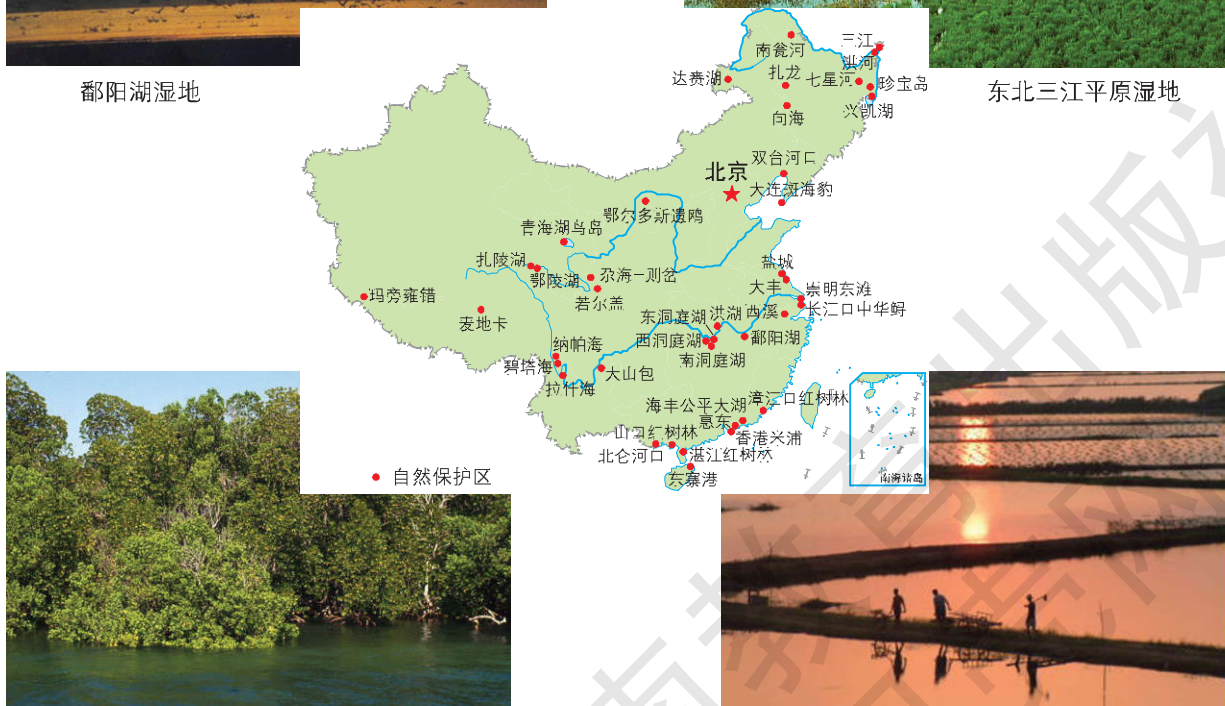 鄱阳湖湿地
东北三江平原湿地
南瓮河
三江
洪河
达赉湖
扎龙
七星河
珍宝岛
兴凯湖
向海
双台河口
北京
大连斑海豹
鄂尔多斯遗鸥
青海湖鸟岛
扎陵湖
鄂陵湖
尕海-则岔
若尔盖
盐城
大丰
崇明东滩
长江口中华鲟
玛旁雍错
麦地卡
东洞庭湖
洪湖
西溪
西洞庭湖
鄱阳湖
南洞庭湖
纳帕海
碧塔海
拉什海
大山包
海丰公平大湖
漳江口红树林
惠东
山口红树林
香港米浦
北仑河口
湛江红树林
东寨港
南海诸岛
自然保护区